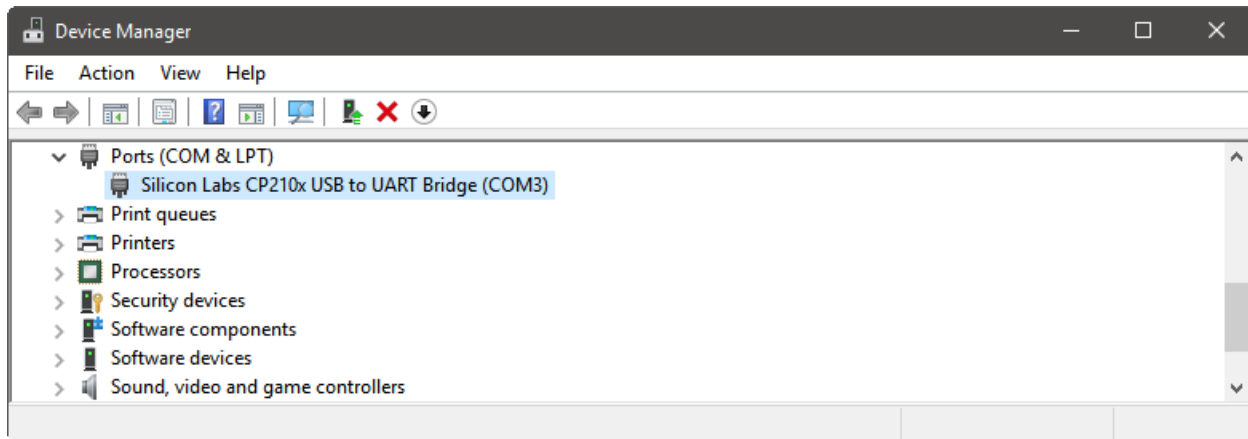 Device Manager
File Action View Help
Ports (COM & LPT)
Silicon Labs CP210x USB to UART Bridge (COM3)
Print queues
Printers
Processors
Security devices
Software components
Software devices
Sound, video and game controllers